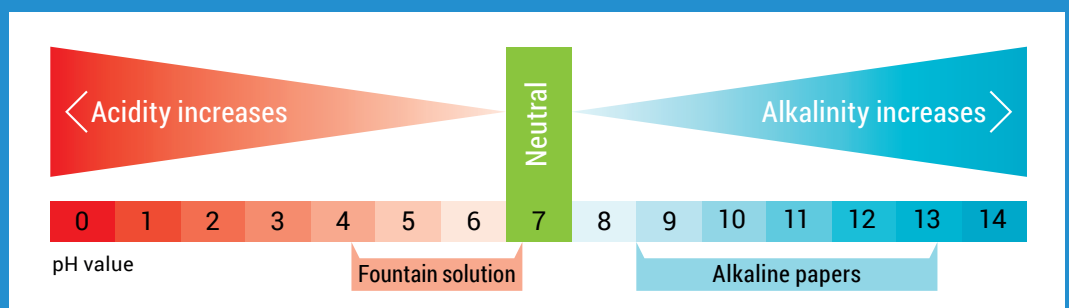 Acidity increases
Neutral
Alkalinity increases
0 1 2 3 4 5 6 7 8 9 10 11 12 13 14
pH value
Fountain solution
Alkaline papers